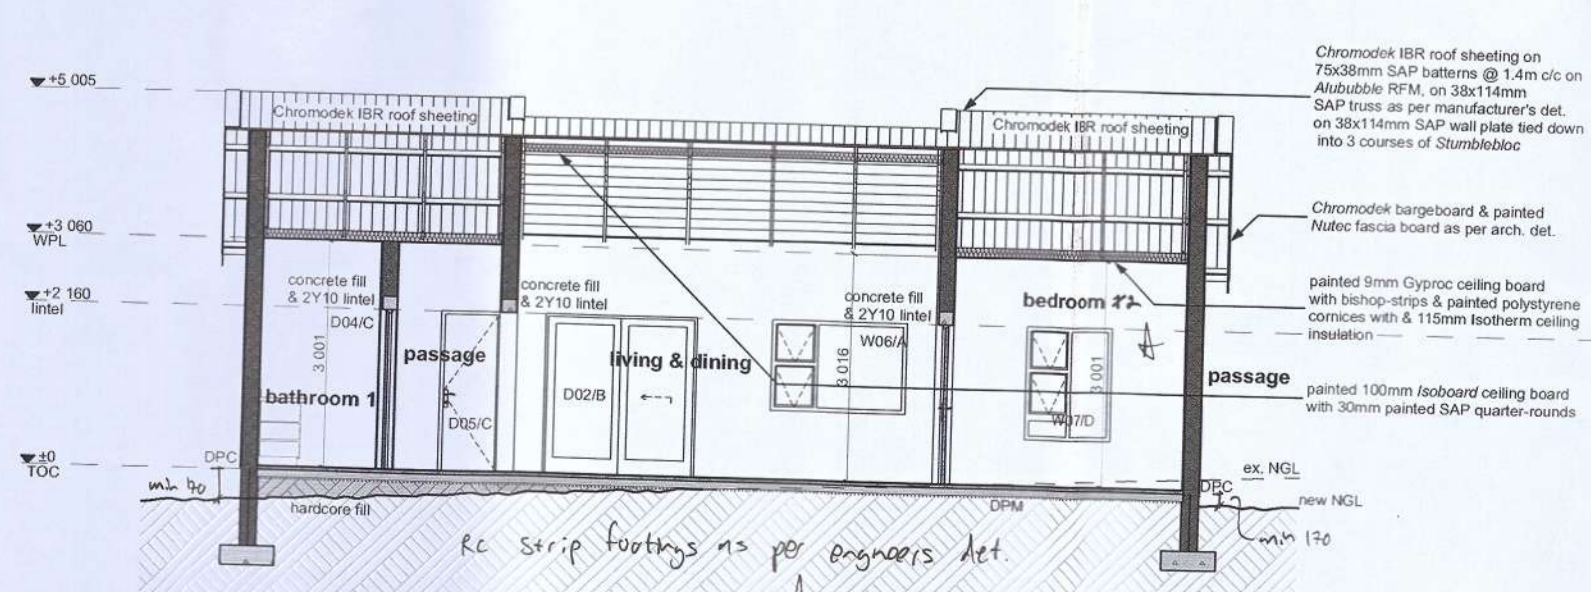 +5 005
Chromodek IBR roof sheeting
Chromodek IBR roof sheeting
Chromodek IBR roof sheeting on
75x38mm SAP battens @ 1.4m c/c on
Alububble RFM, on 38x114mm
SAP truss as per manufacturer's det.
on 38x114mm SAP wall plate tied down
into 3 courses of Stumblebloc
+3 060
WPL
Chromodek bargeboard & painted
Nutec fascia board as per arch. det.
+2 160
lintel
concrete fill
& 2Y10 lintel
concrete fill
& 2Y10 lintel
concrete fill
& 2Y10 lintel
painted 9mm Gyproc ceiling board
with bishop-strips & painted polystyrene
cornices with & 115mm Isotherm ceiling
insulation
D04/C
W06/A
bedroom 2
3 001
passage
living & dining
3 016
3 001
passage
bathroom 1
D05/C
D02/B
W07/D
painted 100mm Isoboard ceiling board
with 30mm painted SAP quarter-rounds
±0
TOC
DPC
min 170
hardcore fill
DPM
ex. NGL
DPC
new NGL
min 170
RC strip footings as per engneers det.